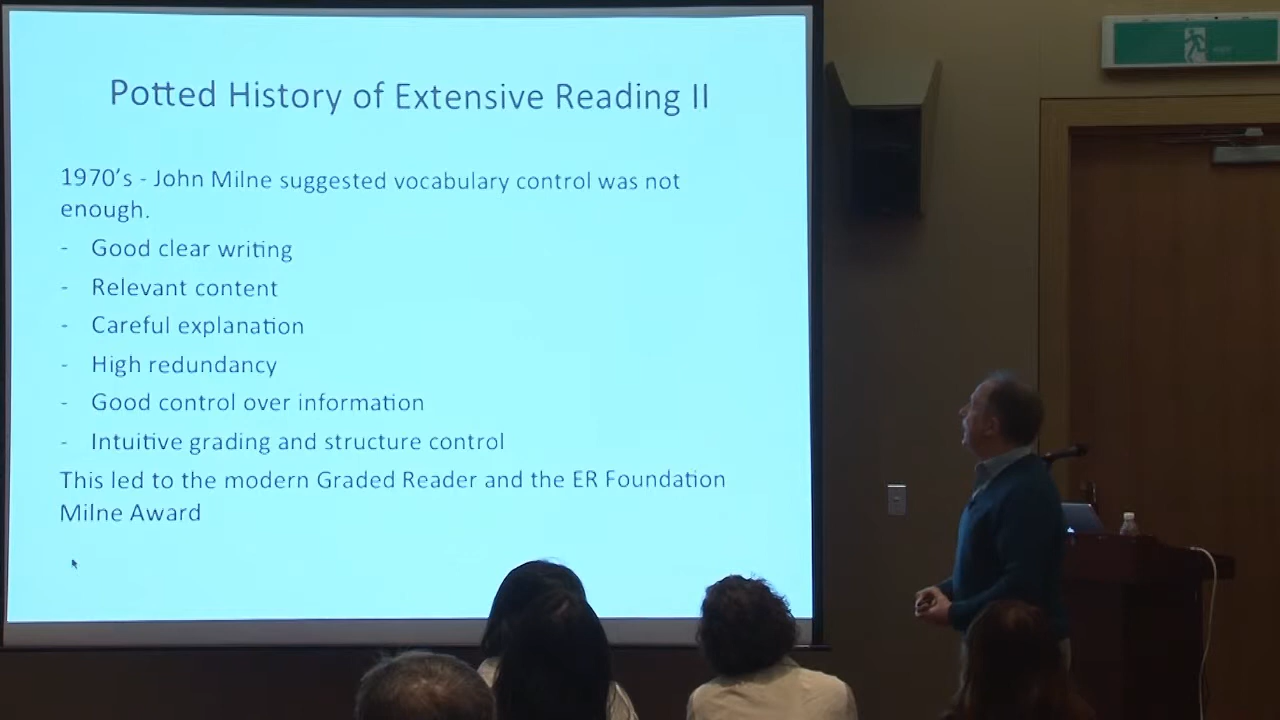 Potted History of Extensive Reading II
1970's - John Milne suggested vocabulary control was not
enough.
- Good clear writing
- Relevant content
- Careful explanation
- High redundancy
- Good control over information
- Intuitive grading and structure control
This led to the modern Graded Reader and the ER Foundation
Milne Award